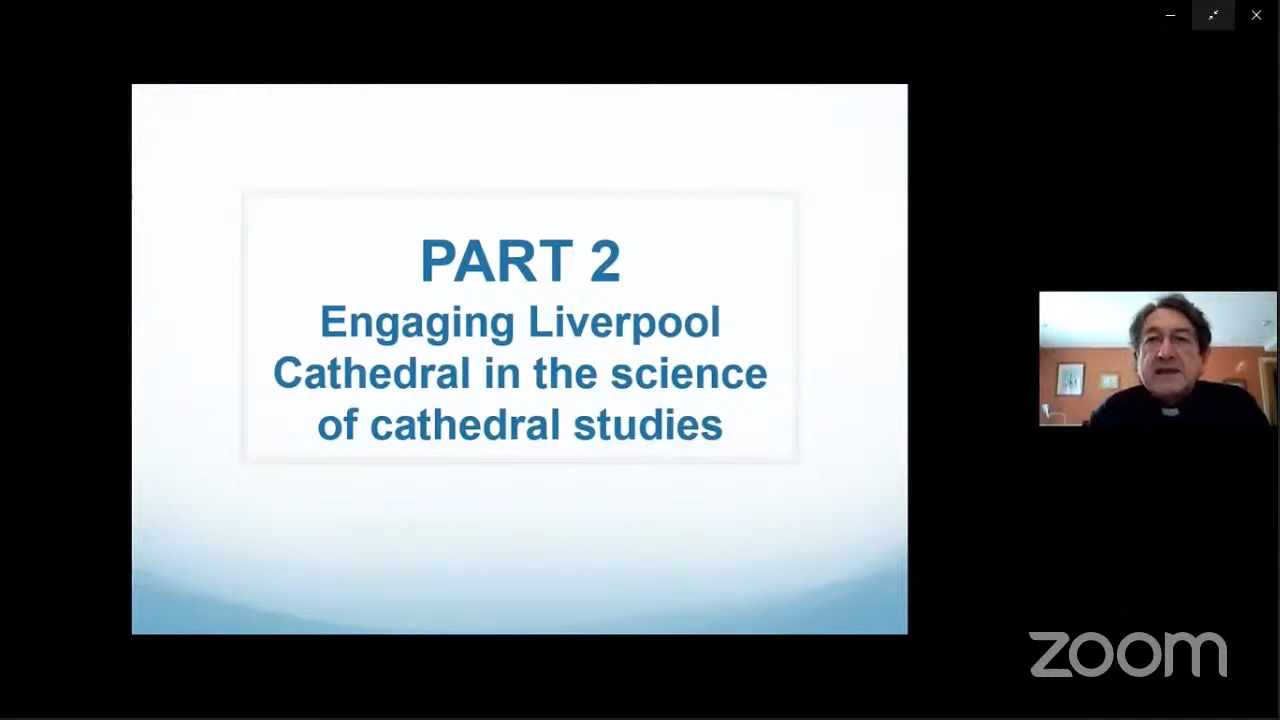 PART 2
Engaging Liverpool
Cathedral in the science
of cathedral studies
zoom